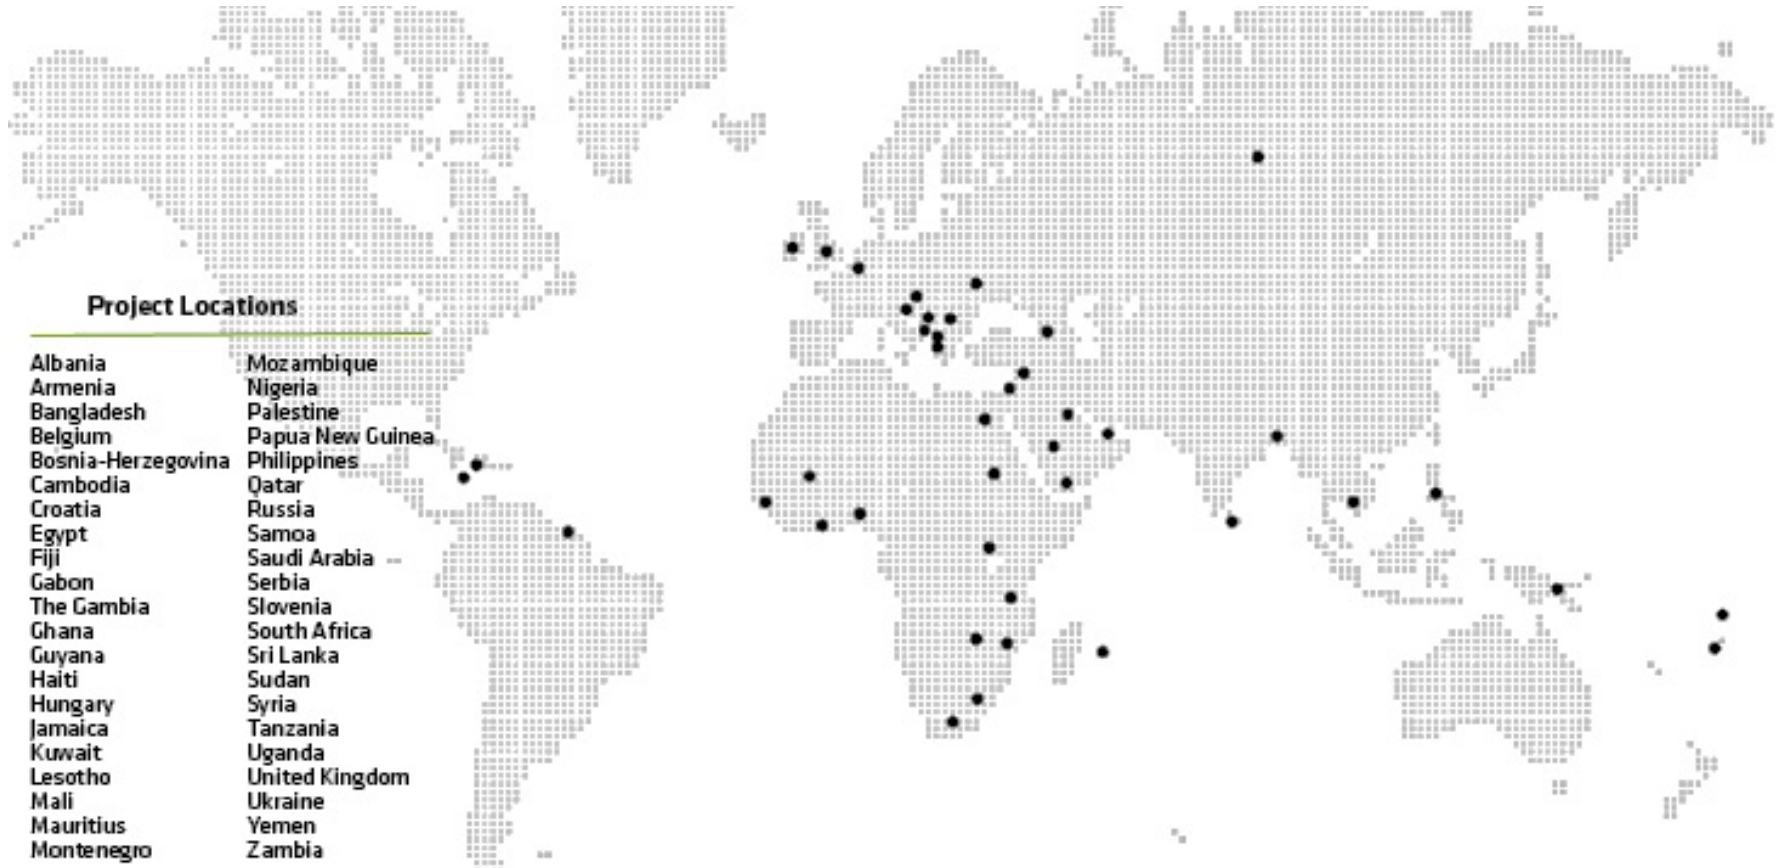 Project Locations
Albania
Armenia
Bangladesh
Belgium
Bosnia-Herzegovina
Cambodia
Croatia
Egypt
Fiji
Gabon
The Gambia
Ghana
Guyana
Haiti
Hungary
Jamaica
Kuwait
Lesotho
Mali
Mauritius
Montenegro
Mozambique
Nigeria
Palestine
Papua New Guinea
Philippines
Qatar
Russia
Samoa
Saudi Arabia
Serbia
Slovenia
South Africa
Sri Lanka
Sudan
Syria
Tanzania
Uganda
United Kingdom
Ukraine
Yemen
Zambia